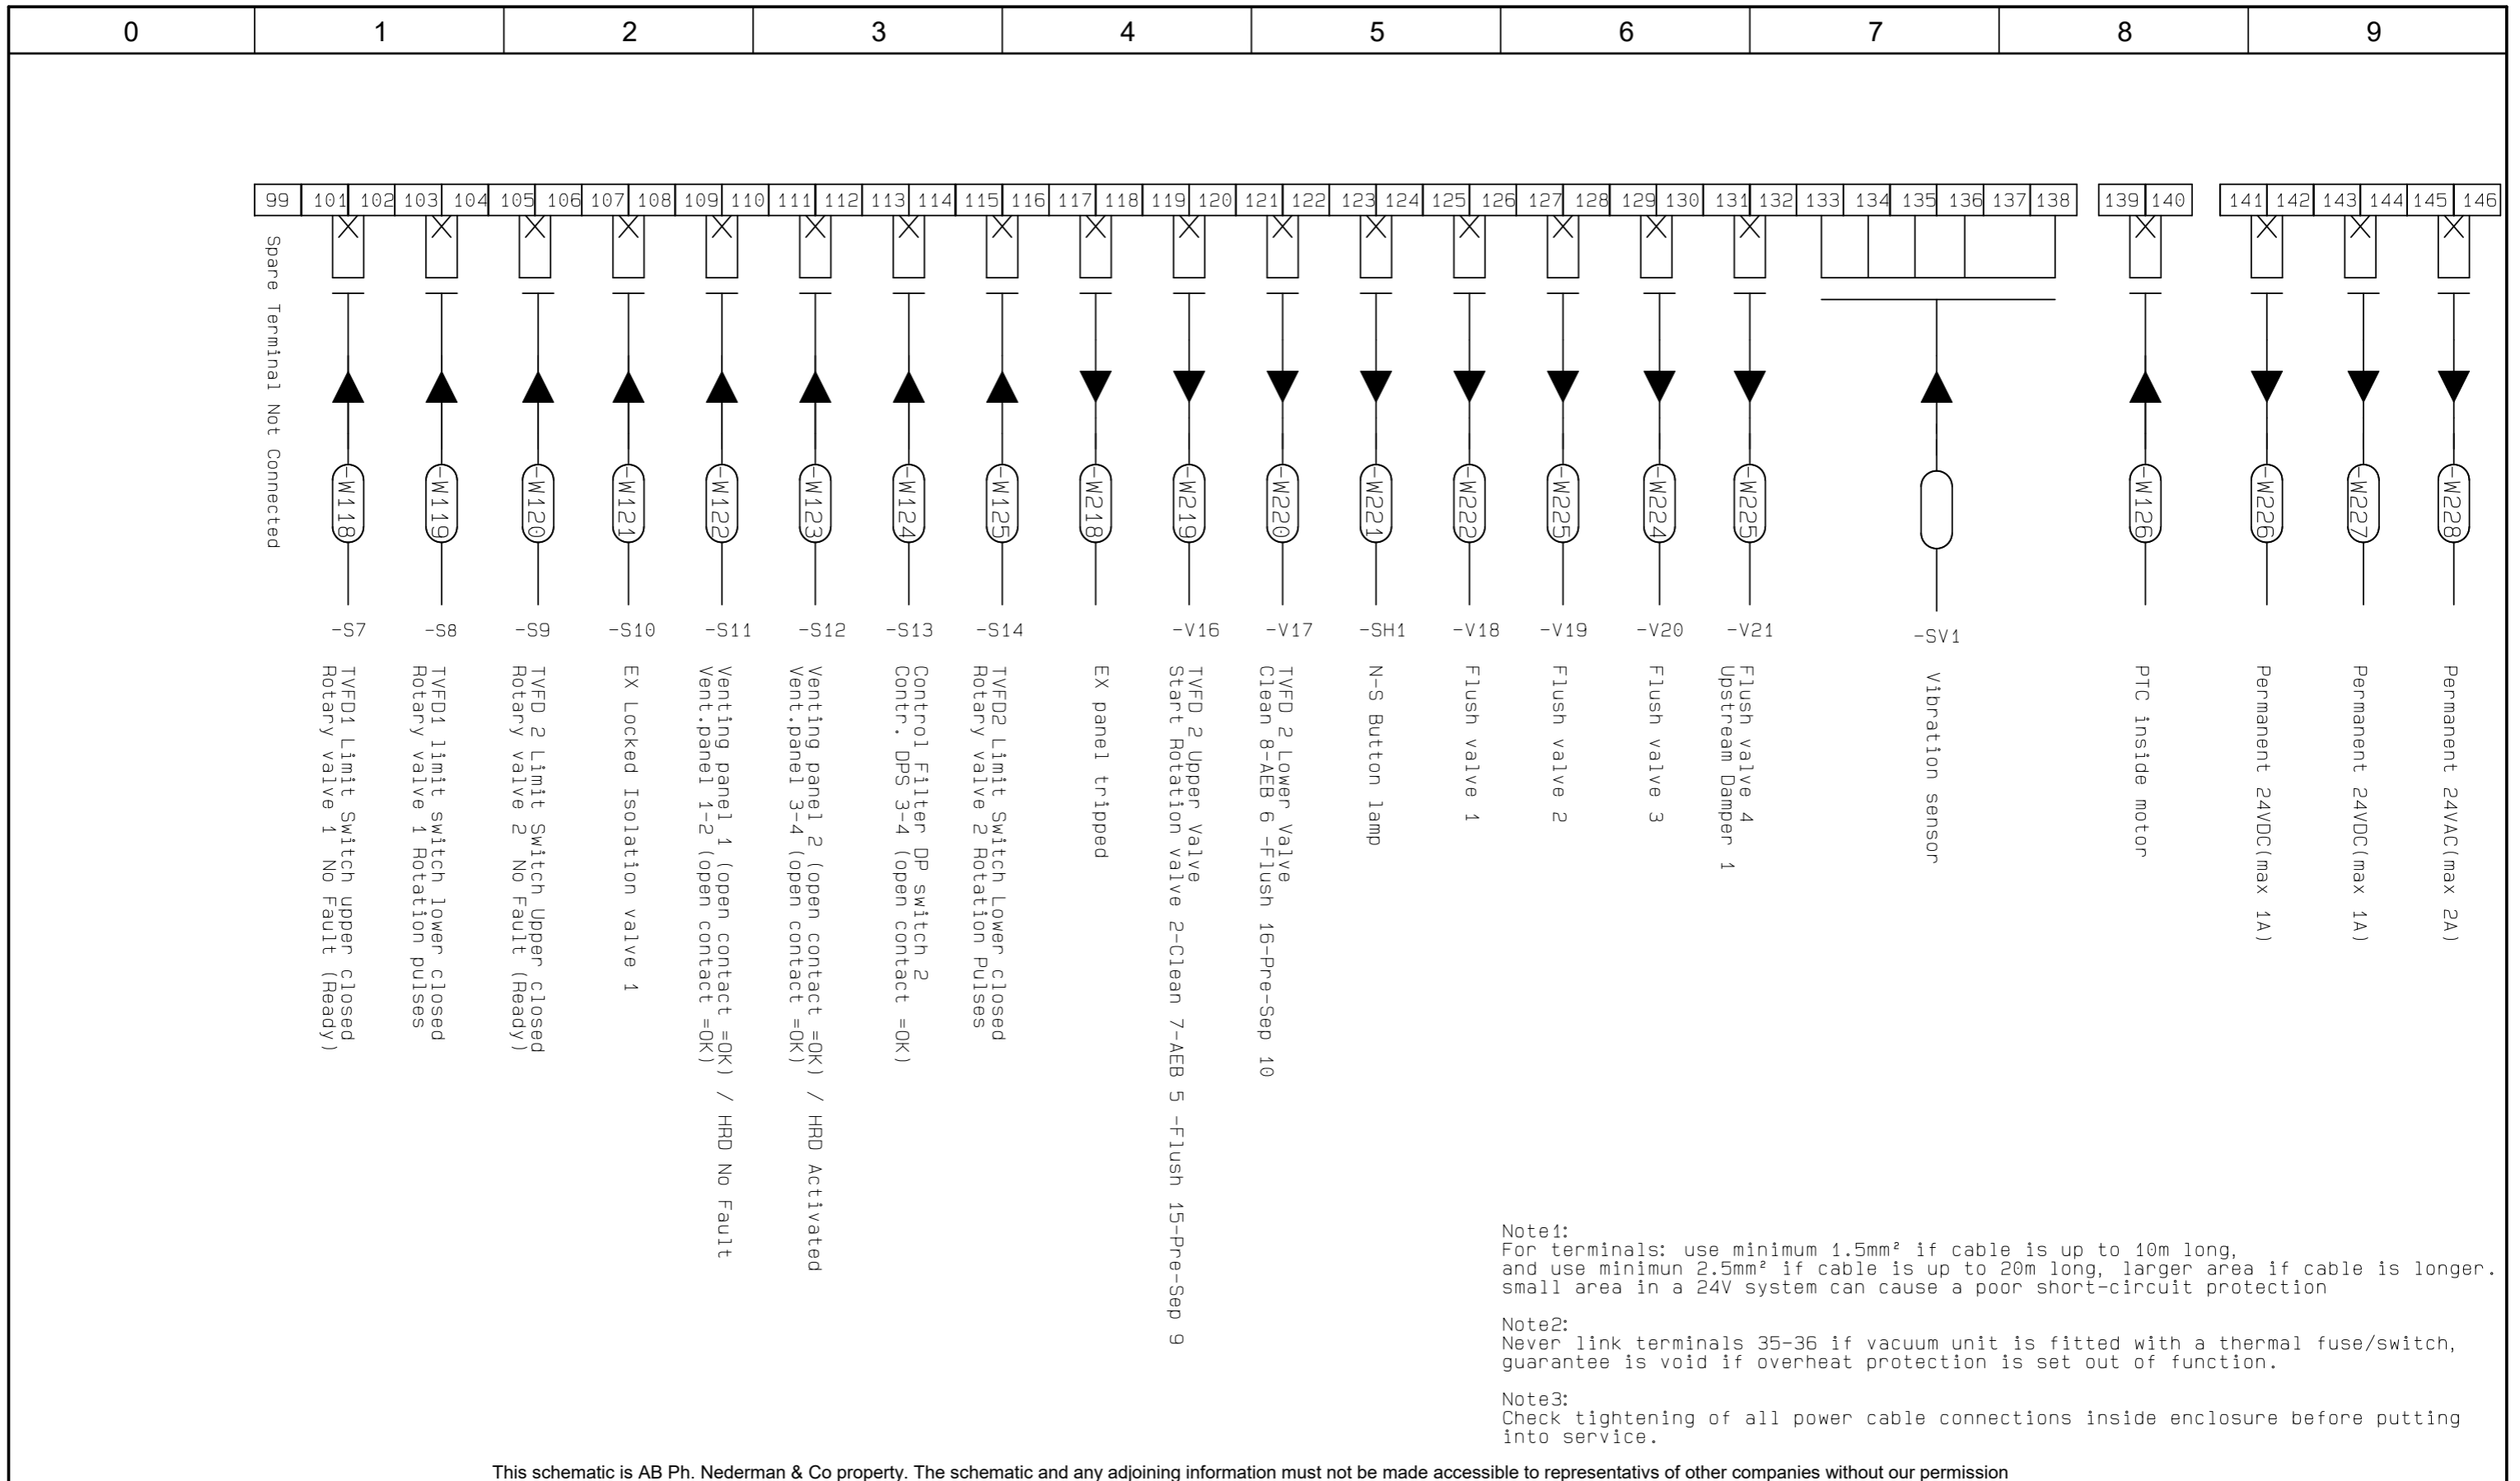 0 1 2 3 4 5 6 7 8 9
99 101 102 103 104 105 106 107 108 109 110 111 112 113 114 115 116 117 118 119 120 121 122 123 124 125 126 127 128 129 130 131 132 133 134 135 136 137 138 139 140 141 142 143 144 145 146
Spare Terminal Not Connected
-W118 -W119 -W120 -W121 -W122 -W123 -W124 -W125 -W218 -W219 -W220 -W221 -W222 -W225 -W224 -W225 -W126 -W226 -W227 -W228
-S7 -S8 -S9 -S10 -S11 -S12 -S13 -S14 -V16 -V17 -SH1 -V18 -V19 -V20 -V21 -SV1
TVFD1 Limit Switch upper closed
Rotary valve 1 No Fault (Ready)
TVFD1 limit switch lower closed
Rotary valve 1 Rotation pulses
TVFD 2 Limit Switch Upper closed
Rotary valve 2 No Fault (Ready)
EX Locked Isolation valve 1
Venting panel 1 (open contact =OK) / HRD No Fault
Vent.panel 1-2 (open contact =OK)
Venting panel 2 (open contact =OK) / HRD Activated
Vent.panel 3-4 (open contact =OK)
Control Filter DP switch 2
Contr. DPS 3-4 (open contact =OK)
TVFD2 Limit Switch Lower closed
Rotary valve 2 Rotation Pulses
EX panel tripped
TVFD 2 Upper Valve
Start Rotation valve 2-Clean 7-AEB 5 -Flush 15-Pre-Sep 9
TVFD 2 Lower Valve
Clean 8-AEB 6 -Flush 16-Pre-Sep 10
N-S Button lamp
Flush valve 1
Flush valve 2
Flush valve 3
Flush valve 4
Upstream Damper 1
Vibration sensor
PTC inside motor
Permanent 24VDC(max 1A)
Permanent 24VDC(max 1A)
Permanent 24VAC(max 2A)
Note1:
For terminals: use minimum 1.5mm² if cable is up to 10m long,
and use minimun 2.5mm² if cable is up to 20m long, larger area if cable is longer.
small area in a 24V system can cause a poor short-circuit protection
Note2:
Never link terminals 35-36 if vacuum unit is fitted with a thermal fuse/switch,
guarantee is void if overheat protection is set out of function.
Note3:
Check tightening of all power cable connections inside enclosure before putting
into service.
This schematic is AB Ph. Nederman & Co property. The schematic and any adjoining information must not be made accessible to representativs of other companies without our permission